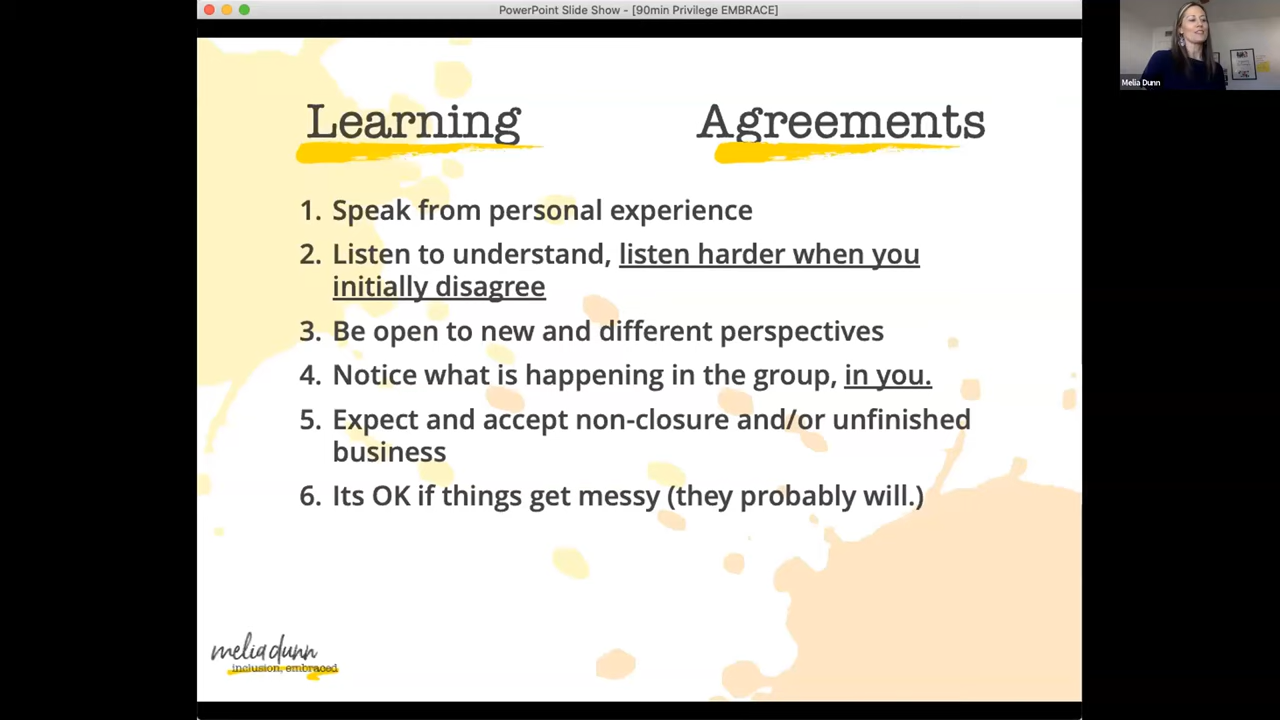 PowerPoint Slide Show - [90min Privilege EMBRACE]
Melia Dunn
Learning Agreements
1. Speak from personal experience
2. Listen to understand, listen harder when you
initially disagree
3. Be open to new and different perspectives
4. Notice what is happening in the group, in you.
5. Expect and accept non-closure and/or unfinished
business
6. Its OK if things get messy (they probably will.)
melia dunn
inclusion, embraced